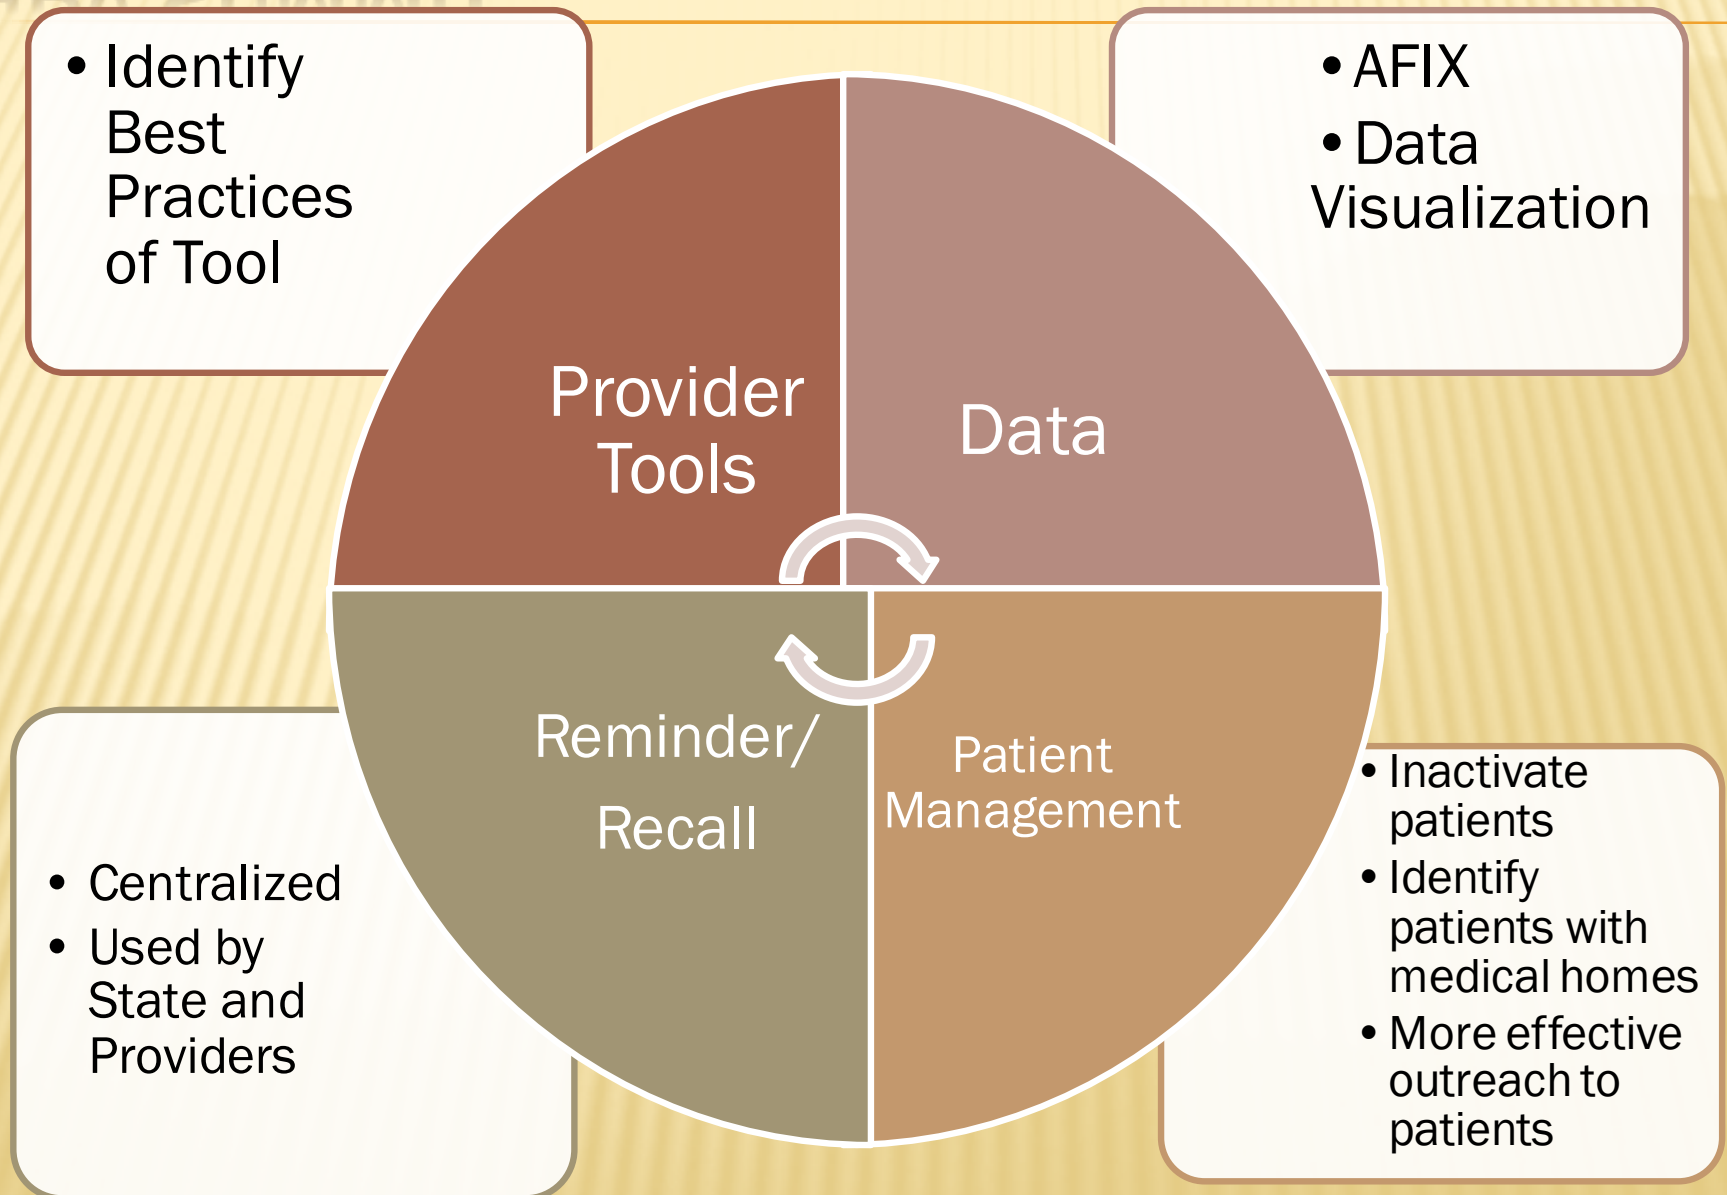 • Identify
Best
Practices
of Tool
• AFIX
• Data
Visualization
Provider
Tools
Data
Reminder/
Recall
Patient
Management
• Centralized
• Used by
State and
Providers
• Inactivate
patients
• Identify
patients with
medical homes
• More effective
outreach to
patients